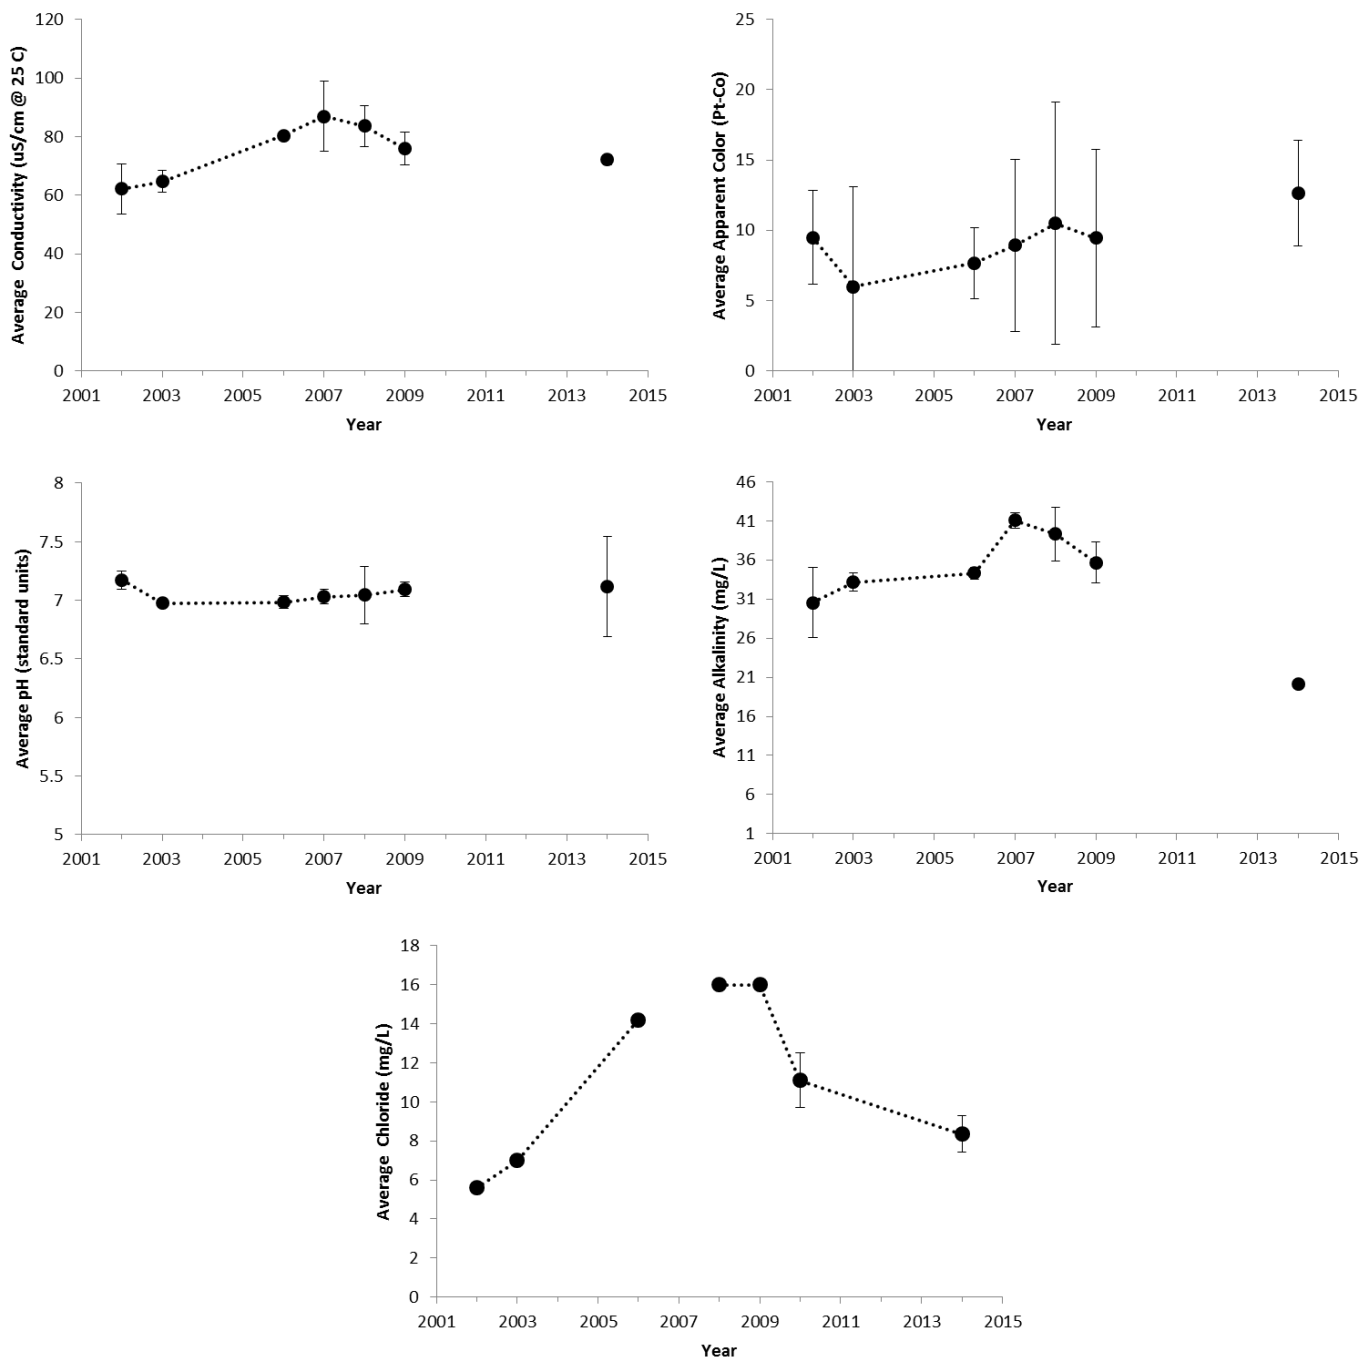 Average Conductivity (uS/cm @ 25 C)
120
100
80
60
40
20
0
2001 2003 2005 2007 2009 2011 2013 2015
Year
Average Apparent Color (Pt-Co)
25
20
15
10
5
0
2001 2003 2005 2007 2009 2011 2013 2015
Year
Average pH (standard units)
8
7.5
7
6.5
6
5.5
5
2001 2003 2005 2007 2009 2011 2013 2015
Year
Average Alkalinity (mg/L)
46
41
36
31
26
21
16
11
6
1
2001 2003 2005 2007 2009 2011 2013 2015
Year
Average Chloride (mg/L)
18
16
14
12
10
8
6
4
2
0
2001 2003 2005 2007 2009 2011 2013 2015
Year